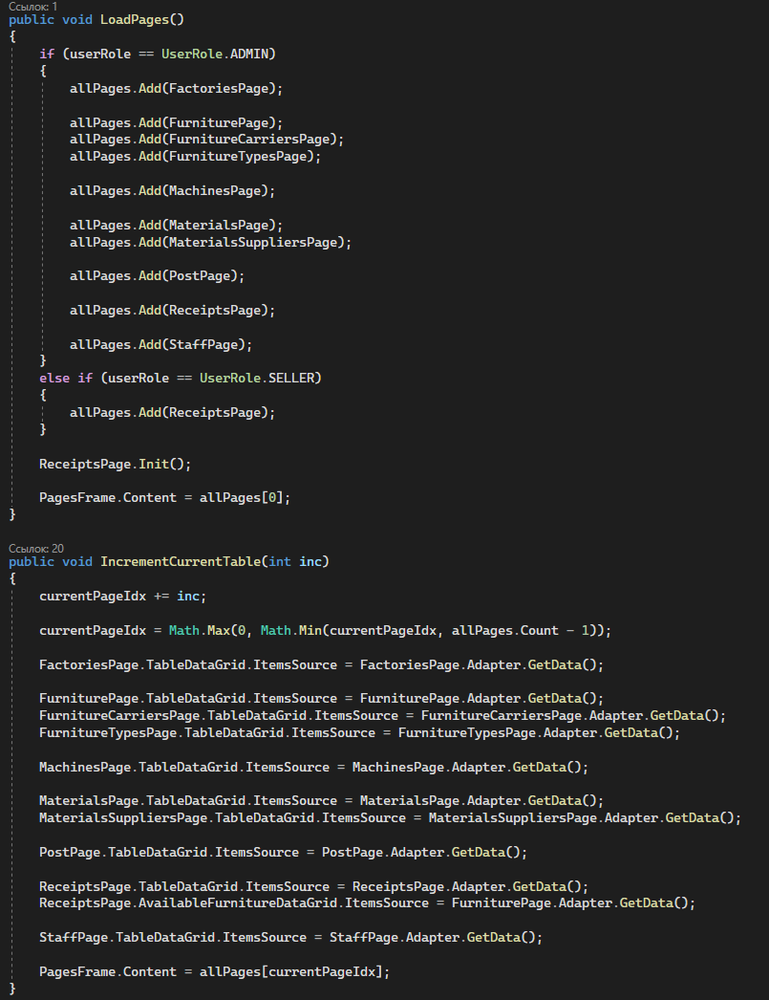 Ссылок: 1
public void LoadPages()
{
if (userRole == UserRole.ADMIN)
{
allPages.Add(FactoriesPage);
allPages.Add(FurniturePage);
allPages.Add(FurnitureCarriersPage);
allPages.Add(FurnitureTypesPage);
allPages.Add(MachinesPage);
allPages.Add(MaterialsPage);
allPages.Add(MaterialsSuppliersPage);
allPages.Add(PostPage);
allPages.Add(ReceiptsPage);
allPages.Add(StaffPage);
}
else if (userRole == UserRole.SELLER)
{
allPages.Add(ReceiptsPage);
}
ReceiptsPage.Init();
PagesFrame.Content = allPages[0];
}
Ссылок: 20
public void IncrementCurrentTable(int inc)
{
currentPageIdx += inc;
currentPageIdx = Math.Max(0, Math.Min(currentPageIdx, allPages.Count - 1));
FactoriesPage.TableDataGrid.ItemsSource = FactoriesPage.Adapter.GetData();
FurniturePage.TableDataGrid.ItemsSource = FurniturePage.Adapter.GetData();
FurnitureCarriersPage.TableDataGrid.ItemsSource = FurnitureCarriersPage.Adapter.GetData();
FurnitureTypesPage.TableDataGrid.ItemsSource = FurnitureTypesPage.Adapter.GetData();
MachinesPage.TableDataGrid.ItemsSource = MachinesPage.Adapter.GetData();
MaterialsPage.TableDataGrid.ItemsSource = MaterialsPage.Adapter.GetData();
MaterialsSuppliersPage.TableDataGrid.ItemsSource = MaterialsSuppliersPage.Adapter.GetData();
PostPage.TableDataGrid.ItemsSource = PostPage.Adapter.GetData();
ReceiptsPage.TableDataGrid.ItemsSource = ReceiptsPage.Adapter.GetData();
ReceiptsPage.AvailableFurnitureDataGrid.ItemsSource = FurniturePage.Adapter.GetData();
StaffPage.TableDataGrid.ItemsSource = StaffPage.Adapter.GetData();
PagesFrame.Content = allPages[currentPageIdx];
}